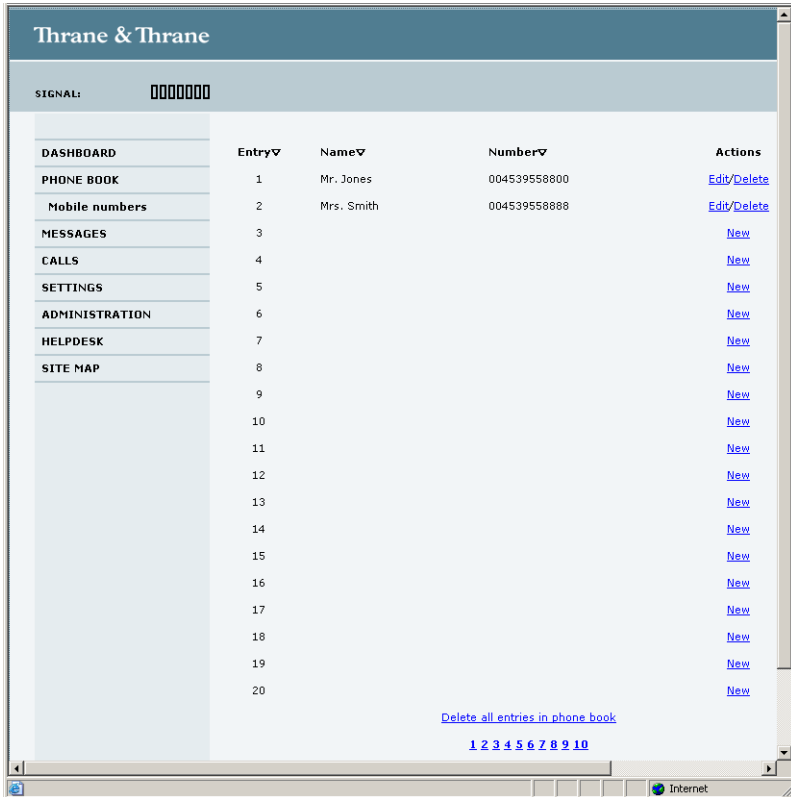 Thrane & Thrane
SIGNAL:
DASHBOARD
PHONE BOOK
Mobile numbers
MESSAGES
CALLS
SETTINGS
ADMINISTRATION
HELPDESK
SITE MAP
Entry Name Number Actions
1 Mr. Jones 004539558800 Edit/Delete
2 Mrs. Smith 004539558888 Edit/Delete
3 New
4 New
5 New
6 New
7 New
8 New
9 New
10 New
11 New
12 New
13 New
14 New
15 New
16 New
17 New
18 New
19 New
20 New
Delete all entries in phone book
1 2 3 4 5 6 7 8 9 10
Internet